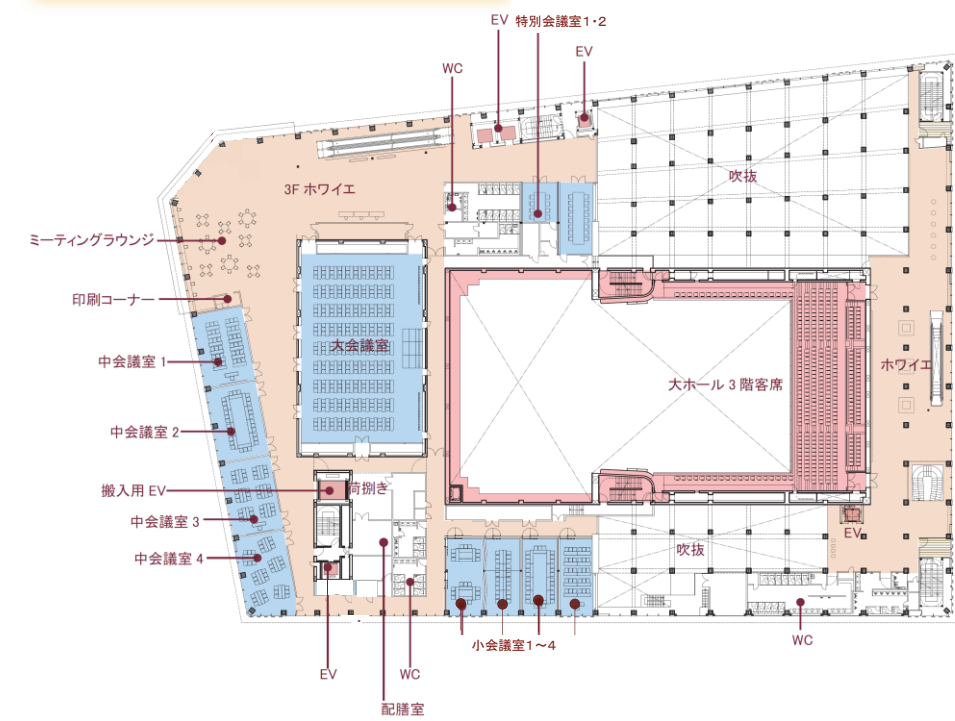 EV 特別会議室1・2
EV
WC
吹抜
3F ホワイエ
ミーティングラウンジ
印刷コーナー
大会議室
中会議室 1
大ホール 3 階客席
ホワイエ
中会議室 2
搬入用 EV
荷捌き
中会議室 3
中会議室 4
吹抜
EV
小会議室1～4
WC
EV
WC
配膳室